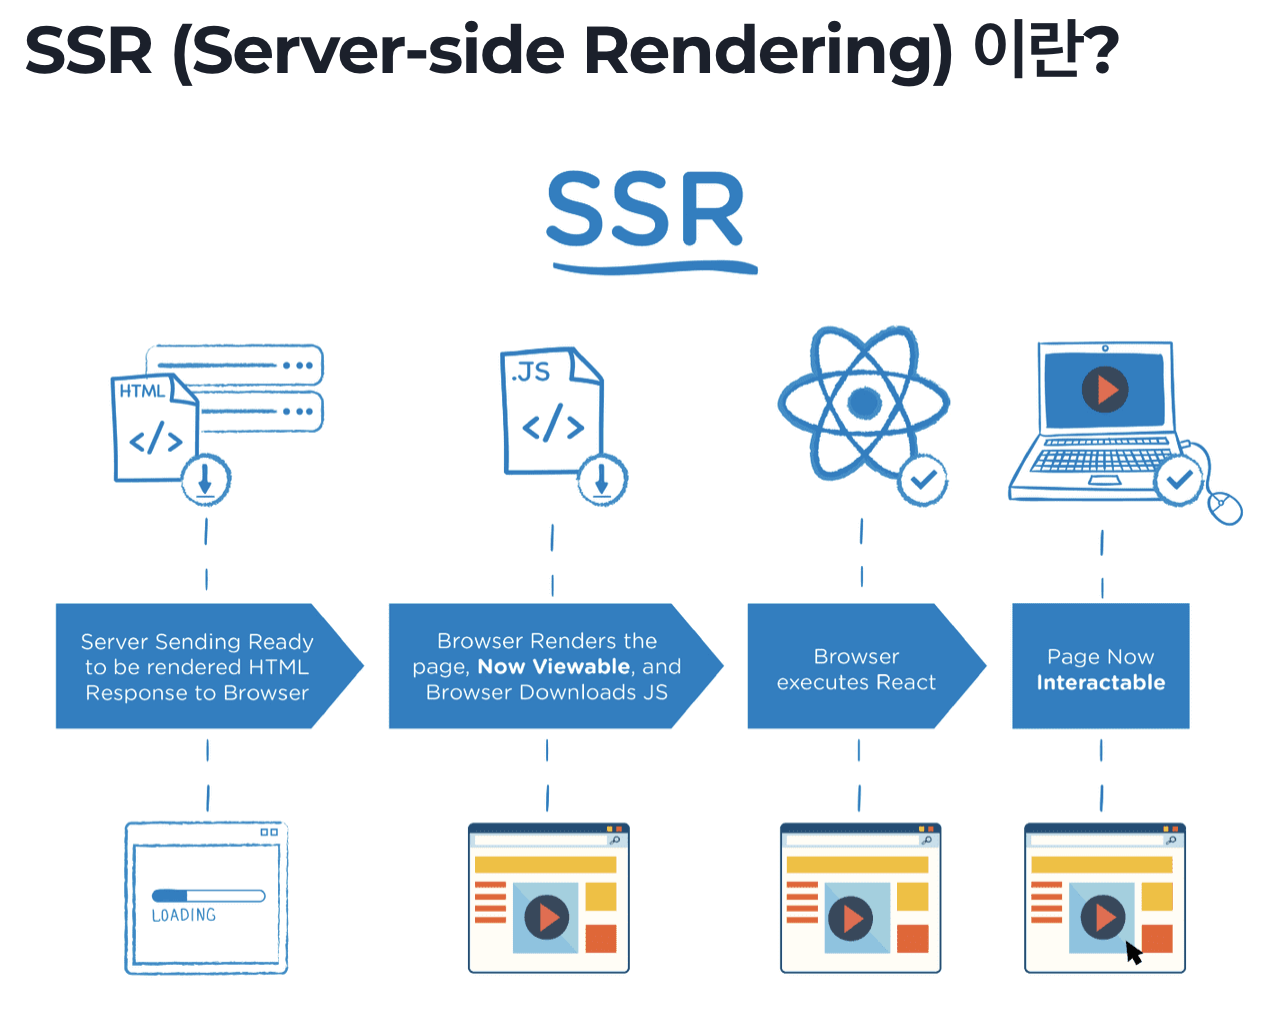 SSR (Server-side Rendering) 이란?
SSR
HTML
</>
.JS
</>
Server Sending Ready
to be rendered HTML
Response to Browser
Browser Renders the
page, Now Viewable, and
Browser Downloads JS
Browser
executes React
Page Now
Interactable
LOADING